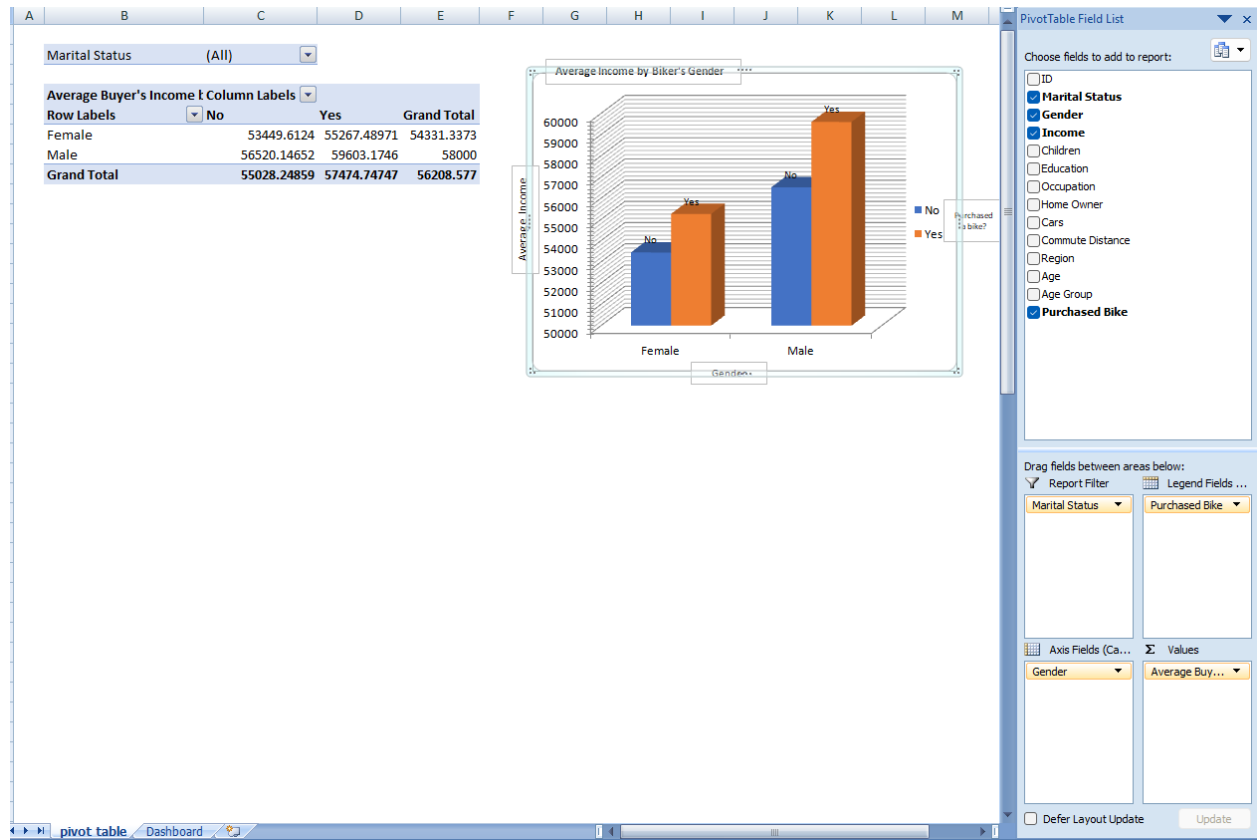 A B C D E F G H I J K L M
Marital Status (All)
Average Buyer's Income b Column Labels
Row Labels No Yes Grand Total
Female 53449.6124 55267.48971 54331.3373
Male 56520.14652 59603.1746 58000
Grand Total 55028.24859 57474.74747 56208.577
Average Income by Biker's Gender
60000
59000
58000
57000
56000
55000
54000
53000
52000
51000
50000
Average Income
No
Yes
No
Yes
Female Male
Gender
No
Yes
Purchased
a bike?
PivotTable Field List
Choose fields to add to report:
ID
Marital Status
Gender
Income
Children
Education
Occupation
Home Owner
Cars
Commute Distance
Region
Age
Age Group
Purchased Bike
Drag fields between areas below:
Report Filter
Legend Fields ...
Marital Status
Purchased Bike
Axis Fields (Ca...
Σ Values
Gender
Average Buy...
Defer Layout Update
Update
pivot table Dashboard